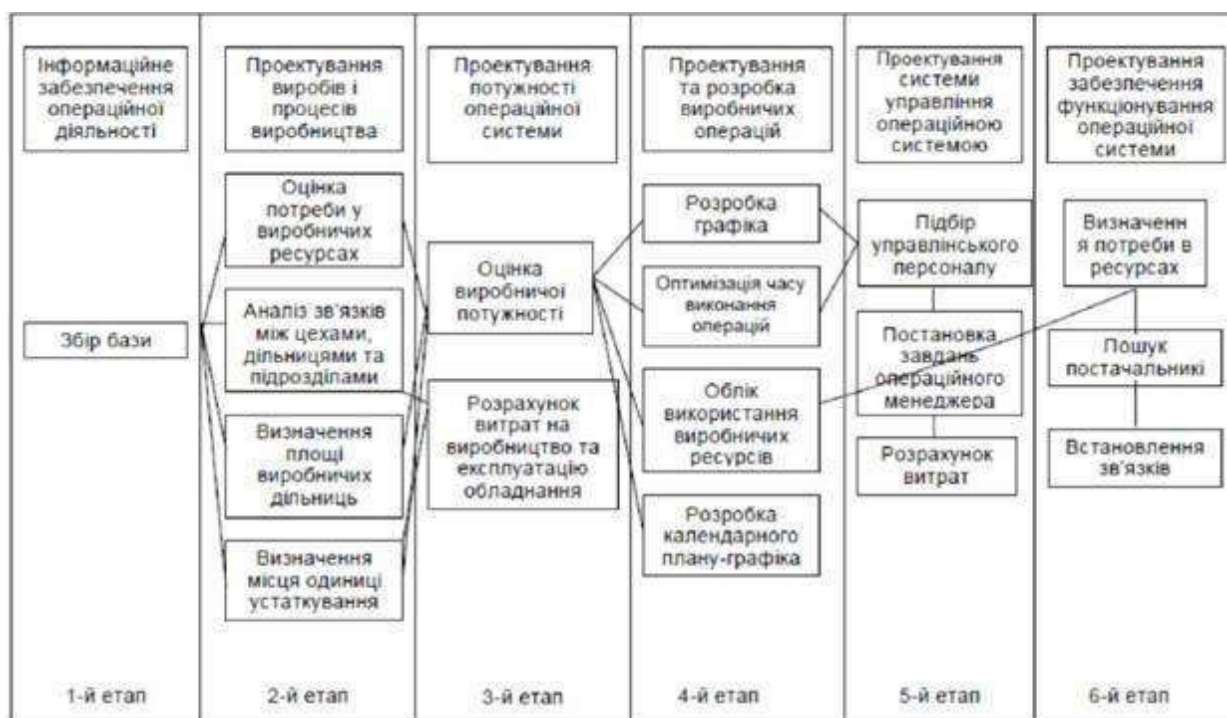 Інформаційне
забезпечення
операційної
діяльності
Проектування
виробів і
процесів
виробництва
Проектування
потужності
операційної
системи
Проектування
та розробка
виробничих
операцій
Проектування
системи
управління
операційною
системою
Проектування
забезпечення
функціонування
операційної
системи
Збір бази
Оцінка
потреби у
виробничих
ресурсах
Аналіз зв'язків
між цехами,
дільницями та
підрозділами
Визначення
площі
виробничих
дільниць
Визначення
місця одиниці
устаткування
Оцінка
виробничої
потужності
Розрахунок
витрат на
виробництво та
експлуатацію
обладнання
Розробка
графіка
Оптимізація часу
виконання
операцій
Облік
використання
виробничих
ресурсів
Розробка
календарного
плану-графіка
Підбір
управлінського
персоналу
Постановка
завдань
операційного
менеджера
Розрахунок
витрат
Визначенн
я потреби в
ресурсах
Пошук
постачальникі
Встановлення
зв'язків
1-й етап
2-й етап
3-й етап
4-й етап
5-й етап
6-й етап